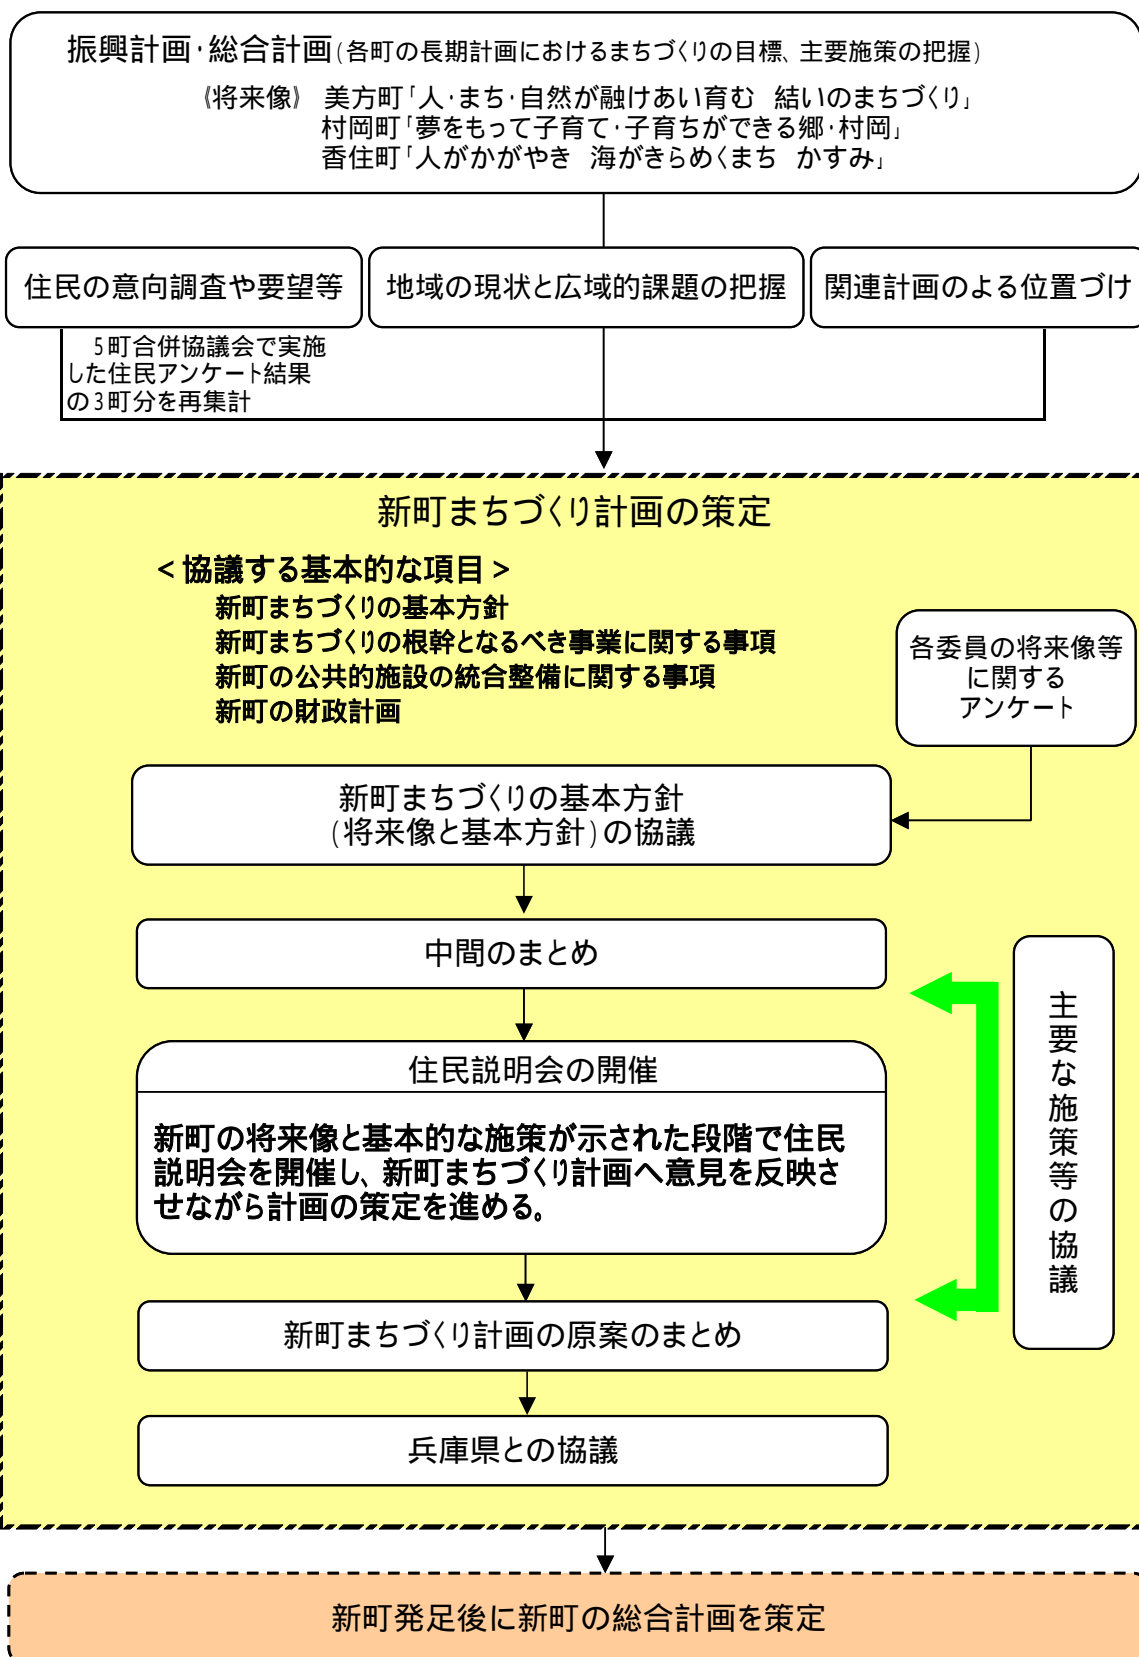 振興計画・総合計画(各町の長期計画におけるまちづくりの目標、主要施策の把握)
《将来像》 美方町「人・まち・自然が融けあい育む 結いのまちづくり」
村岡町「夢をもって子育て・子育ちができる郷・村岡」
香住町「人がかがやき 海がきらめくまち かすみ」
住民の意向調査や要望等
地域の現状と広域的課題の把握
関連計画のよる位置づけ
5町合併協議会で実施
した住民アンケート結果
の3町分を再集計
新町まちづくり計画の策定
<協議する基本的な項目>
新町まちづくりの基本方針
新町まちづくりの根幹となるべき事業に関する事項
新町の公共的施設の統合整備に関する事項
新町の財政計画
各委員の将来像等
に関する
アンケート
新町まちづくりの基本方針
(将来像と基本方針)の協議
中間のまとめ
主要な施策等の協議
住民説明会の開催
新町の将来像と基本的な施策が示された段階で住民
説明会を開催し、新町まちづくり計画へ意見を反映さ
せながら計画の策定を進める。
新町まちづくり計画の原案のまとめ
兵庫県との協議
新町発足後に新町の総合計画を策定